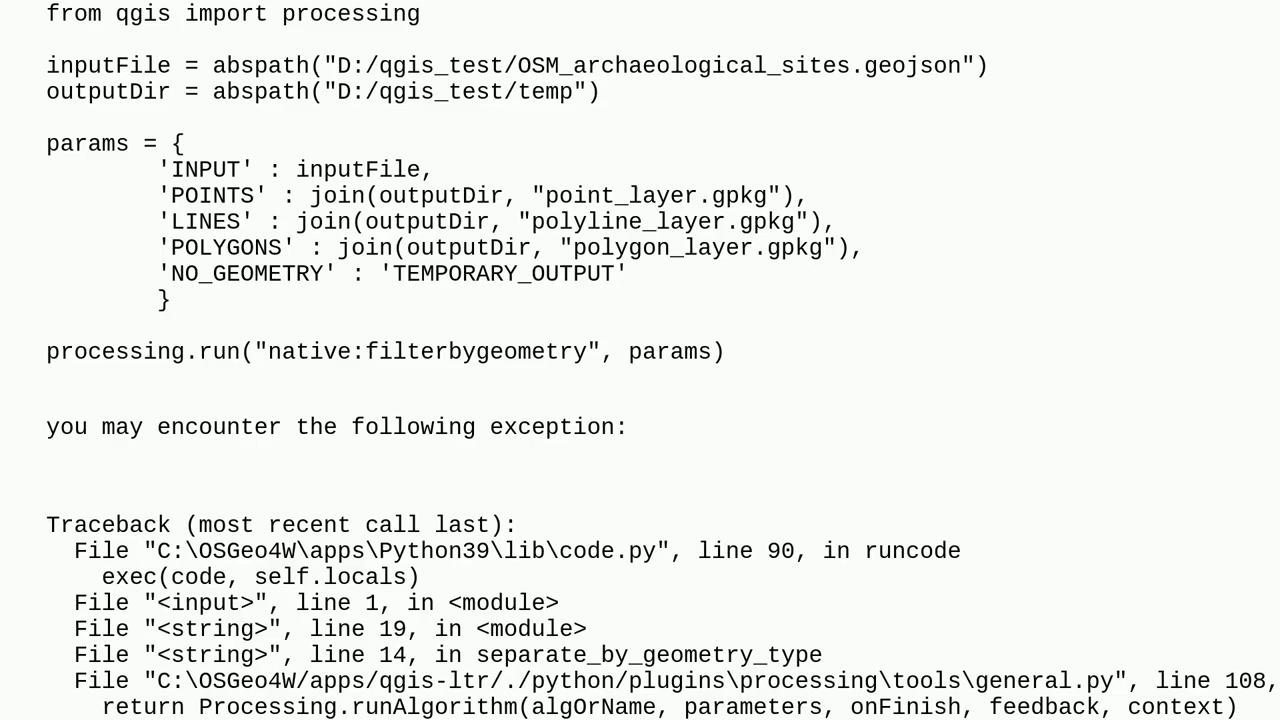 from qgis import processing
inputFile = abspath("D:/qgis_test/OSM_archaeological_sites.geojson")
outputDir = abspath("D:/qgis_test/temp")
params = {
'INPUT' : inputFile,
'POINTS' : join(outputDir, "point_layer.gpkg"),
'LINES' : join(outputDir, "polyline_layer.gpkg"),
'POLYGONS' : join(outputDir, "polygon_layer.gpkg"),
'NO_GEOMETRY' : 'TEMPORARY_OUTPUT'
}
processing.run("native:filterbygeometry", params)
you may encounter the following exception:
Traceback (most recent call last):
File "C:\OSGeo4W\apps\Python39\lib\code.py", line 90, in runcode
exec(code, self.locals)
File "<input>", line 1, in <module>
File "<string>", line 19, in <module>
File "<string>", line 14, in separate_by_geometry_type
File "C:\OSGeo4W/apps/qgis-ltr/./python/plugins\processing\tools\general.py", line 108,
return Processing.runAlgorithm(algOrName, parameters, onFinish, feedback, context)